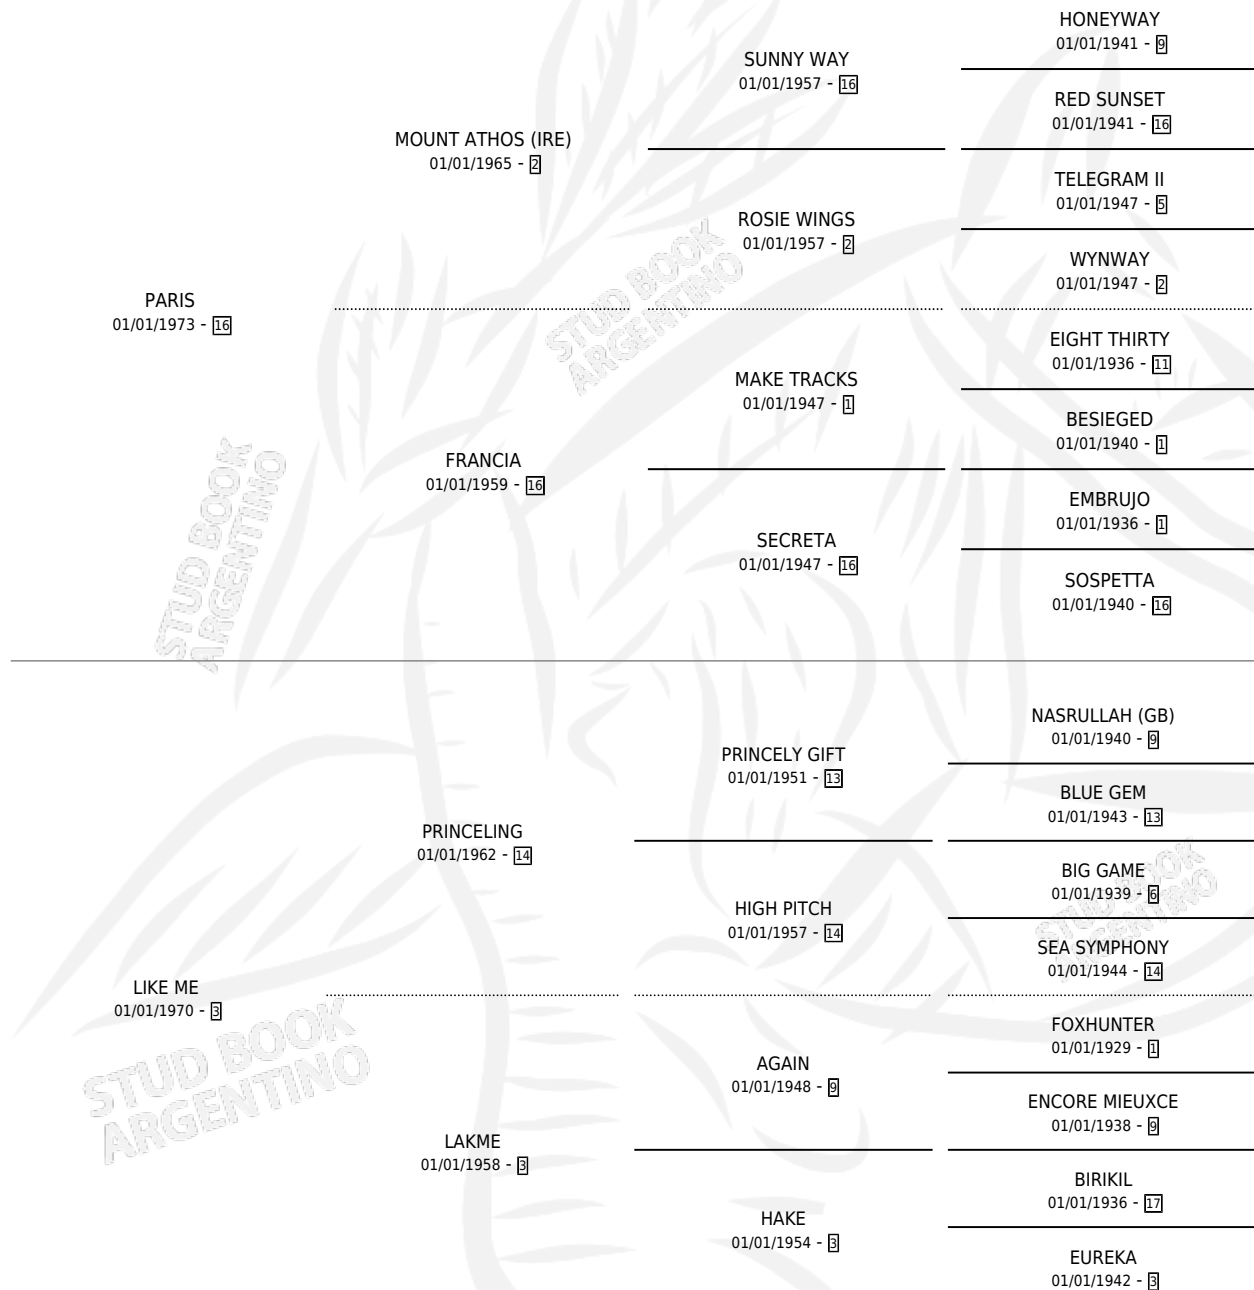 HONEYWAY
01/01/1941 - 9
SUNNY WAY
01/01/1957 - 16
RED SUNSET
01/01/1941 - 16
MOUNT ATHOS (IRE)
01/01/1965 - 2
TELEGRAM II
01/01/1947 - 5
ROSIE WINGS
01/01/1957 - 2
WYNWAY
01/01/1947 - 2
PARIS
01/01/1973 - 16
EIGHT THIRTY
01/01/1936 - 11
MAKE TRACKS
01/01/1947 - 1
BESIEGED
01/01/1940 - 1
FRANCIA
01/01/1959 - 16
EMBRUJO
01/01/1936 - 1
SECRETA
01/01/1947 - 16
SOSPETTA
01/01/1940 - 16
STUD BOOK
ARGENTINO
STUD BOOK
ARGENTINO
NASRULLAH (GB)
01/01/1940 - 9
PRINCELY GIFT
01/01/1951 - 13
BLUE GEM
01/01/1943 - 13
PRINCELING
01/01/1962 - 14
BIG GAME
01/01/1939 - 6
HIGH PITCH
01/01/1957 - 14
SEA SYMPHONY
01/01/1944 - 14
LIKE ME
01/01/1970 - 3
FOXHUNTER
01/01/1929 - 1
AGAIN
01/01/1948 - 9
ENCORE MIEUXCE
01/01/1938 - 9
LAKME
01/01/1958 - 3
BIRIKIL
01/01/1936 - 17
HAKE
01/01/1954 - 3
EUREKA
01/01/1942 - 3
STUD BOOK
ARGENTINO
STUD BOOK
ARGENTINO